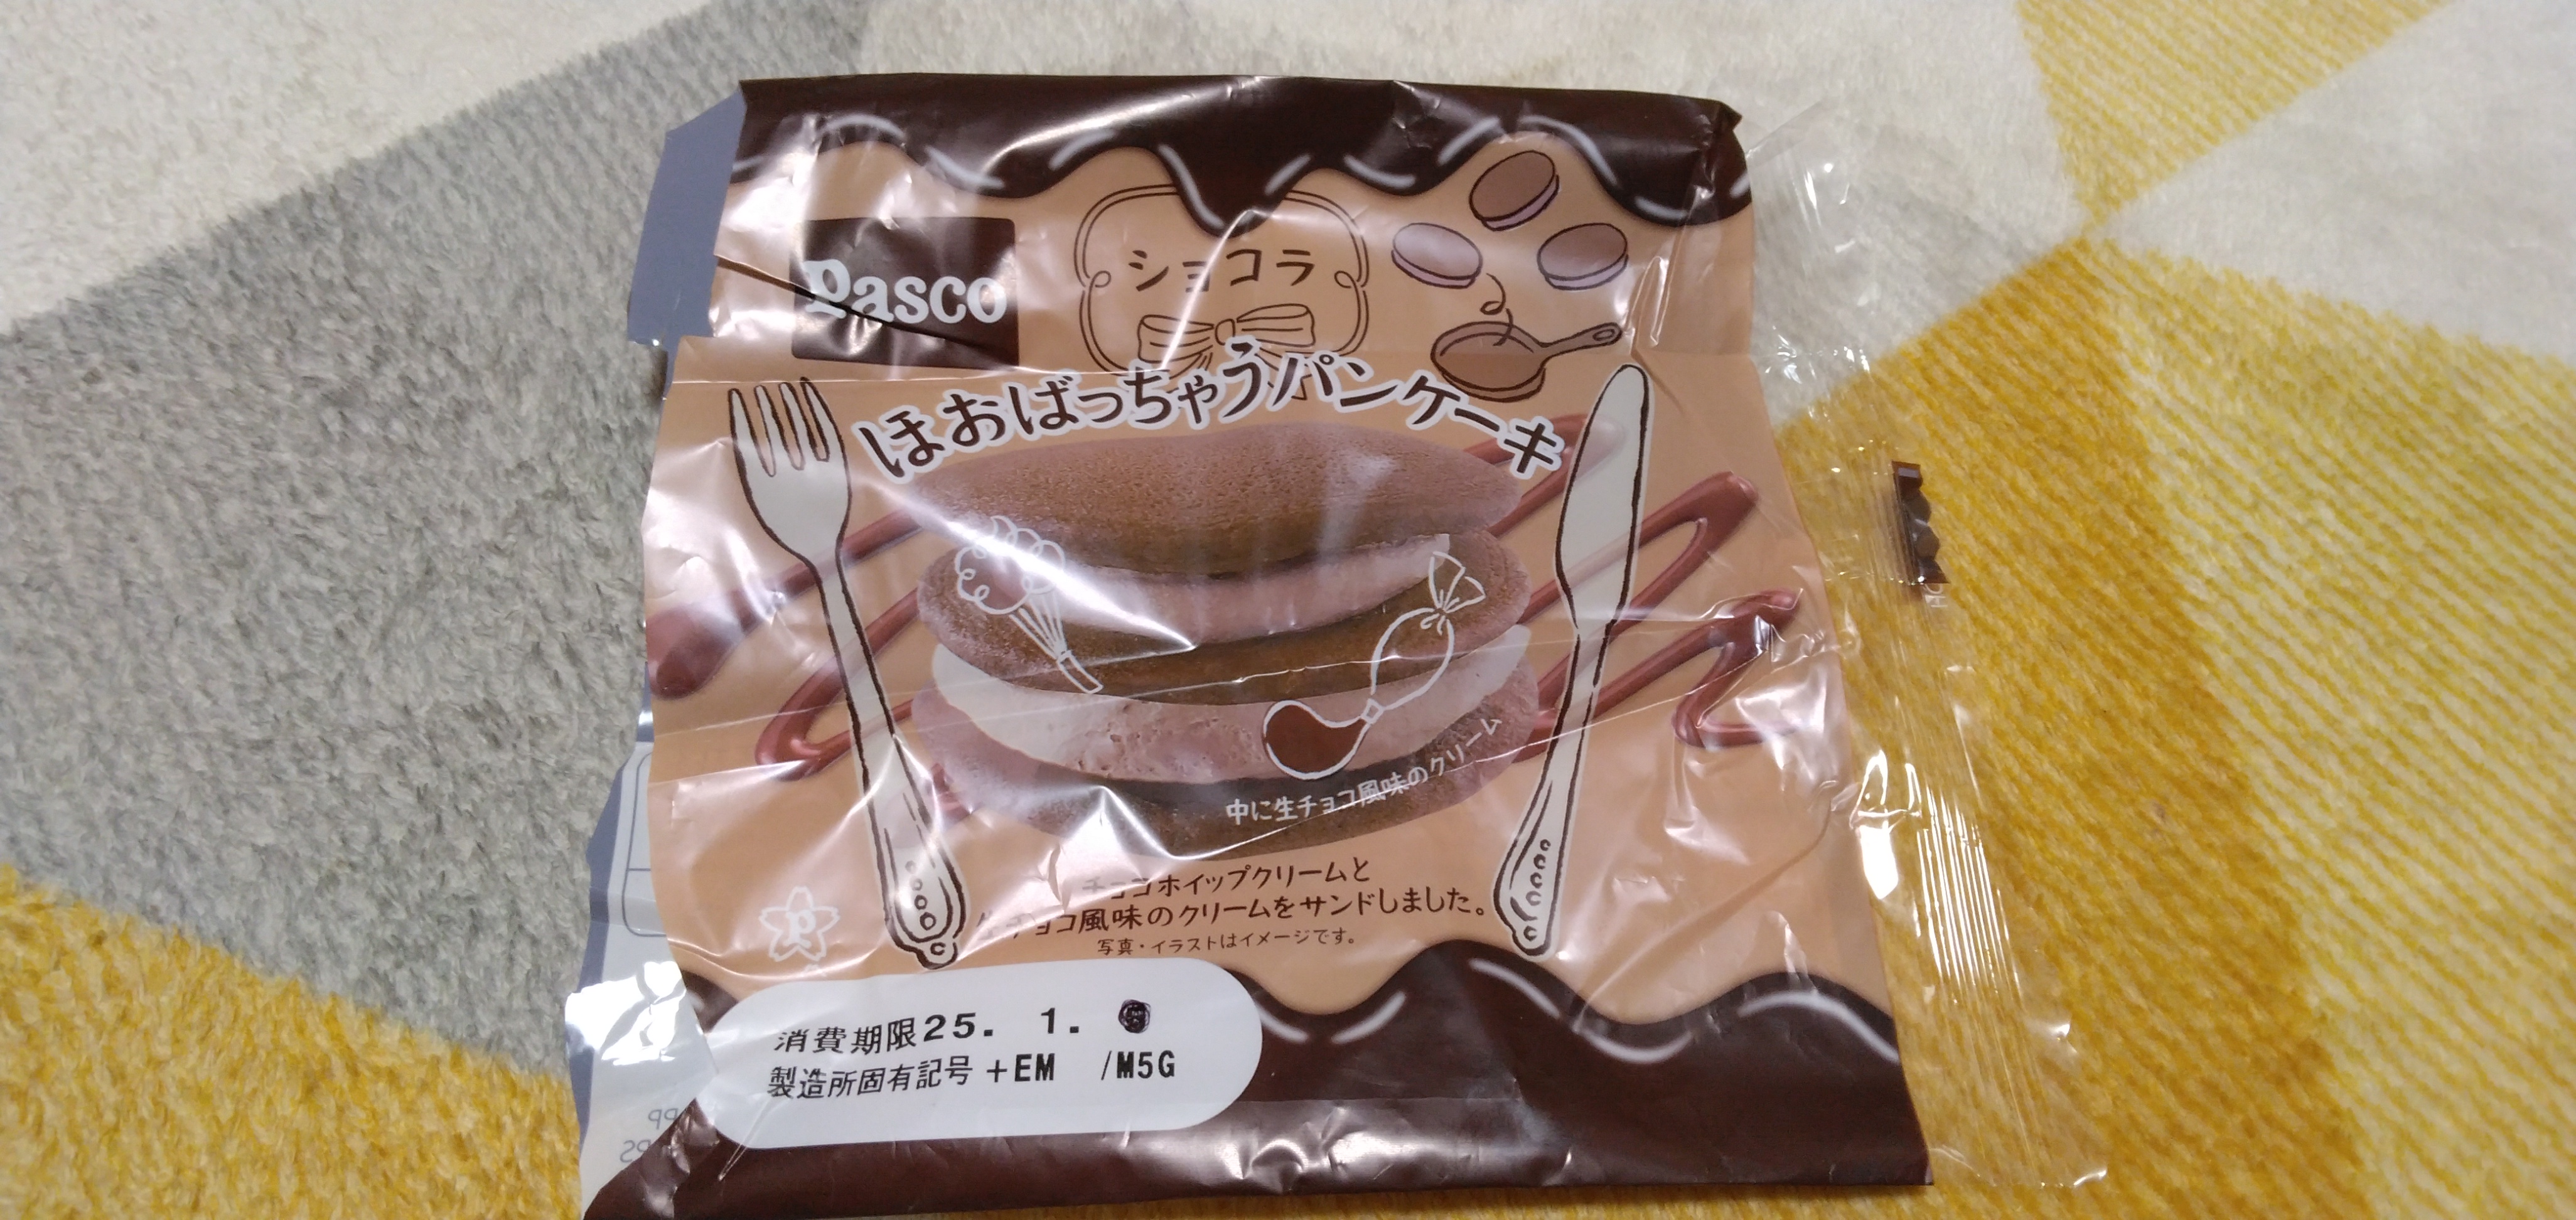 Pasco
ショコラ
ほおばっちゃうパンケーキ
中に生チョコ風味のクリーム
チョコホイップクリームと
生チョコ風味のクリームをサンドしました。
写真・イラストはイメージです。
消費期限25. 1.
製造所固有記号 +EM /M5G